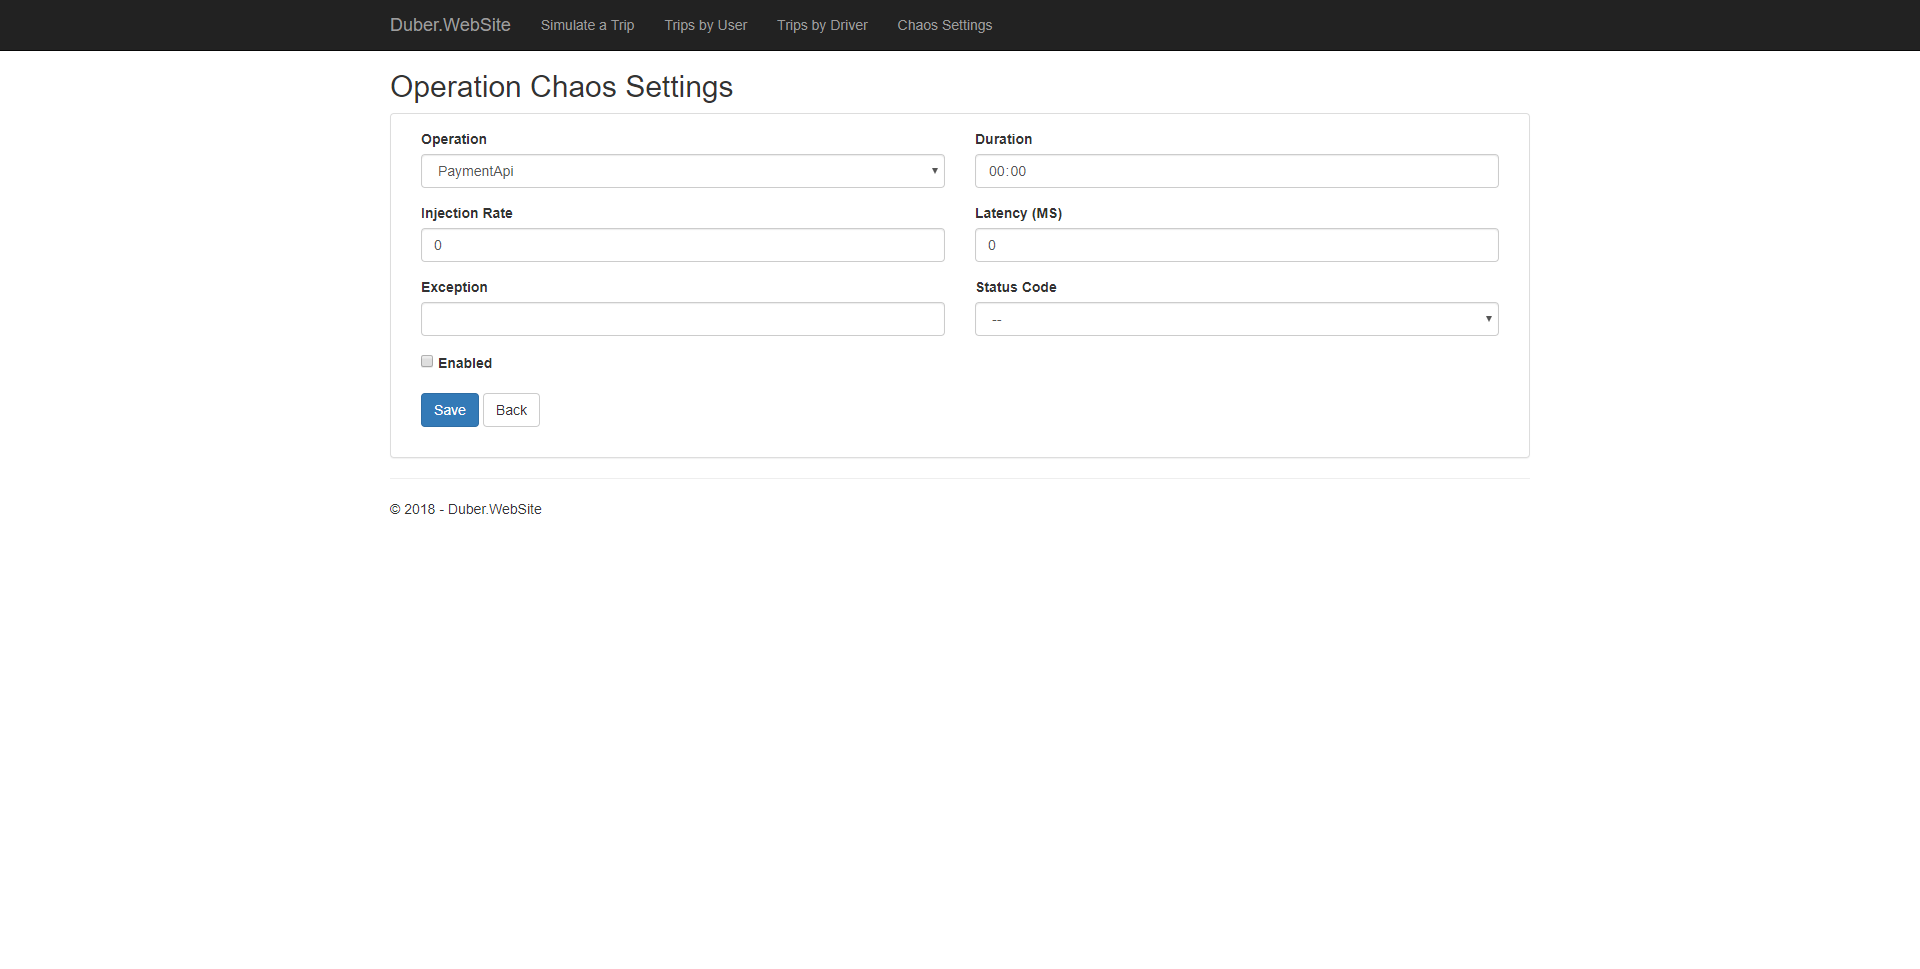 Duber.WebSite Simulate a Trip Trips by User Trips by Driver Chaos Settings
Operation Chaos Settings
Operation Duration
PaymentApi 00:00
Injection Rate Latency (MS)
0 0
Exception Status Code
--
Enabled
Save Back
© 2018 - Duber.WebSite